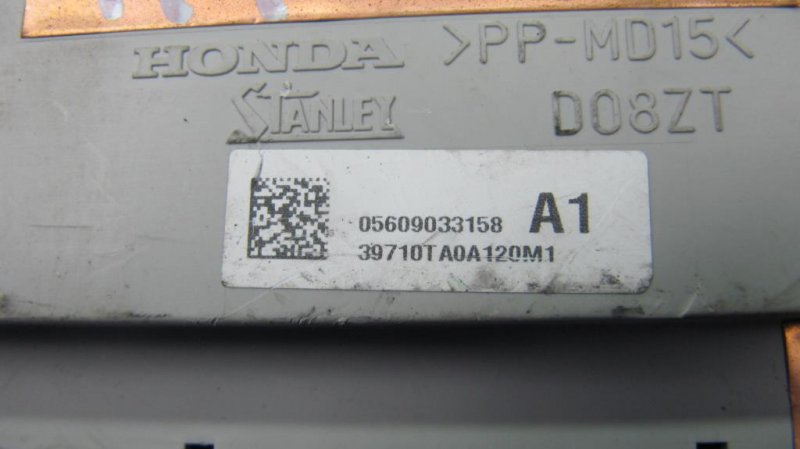 HONDA >PP-MD15<
STANLEY D08ZT
05609033158 A1
39710TA0A120M1